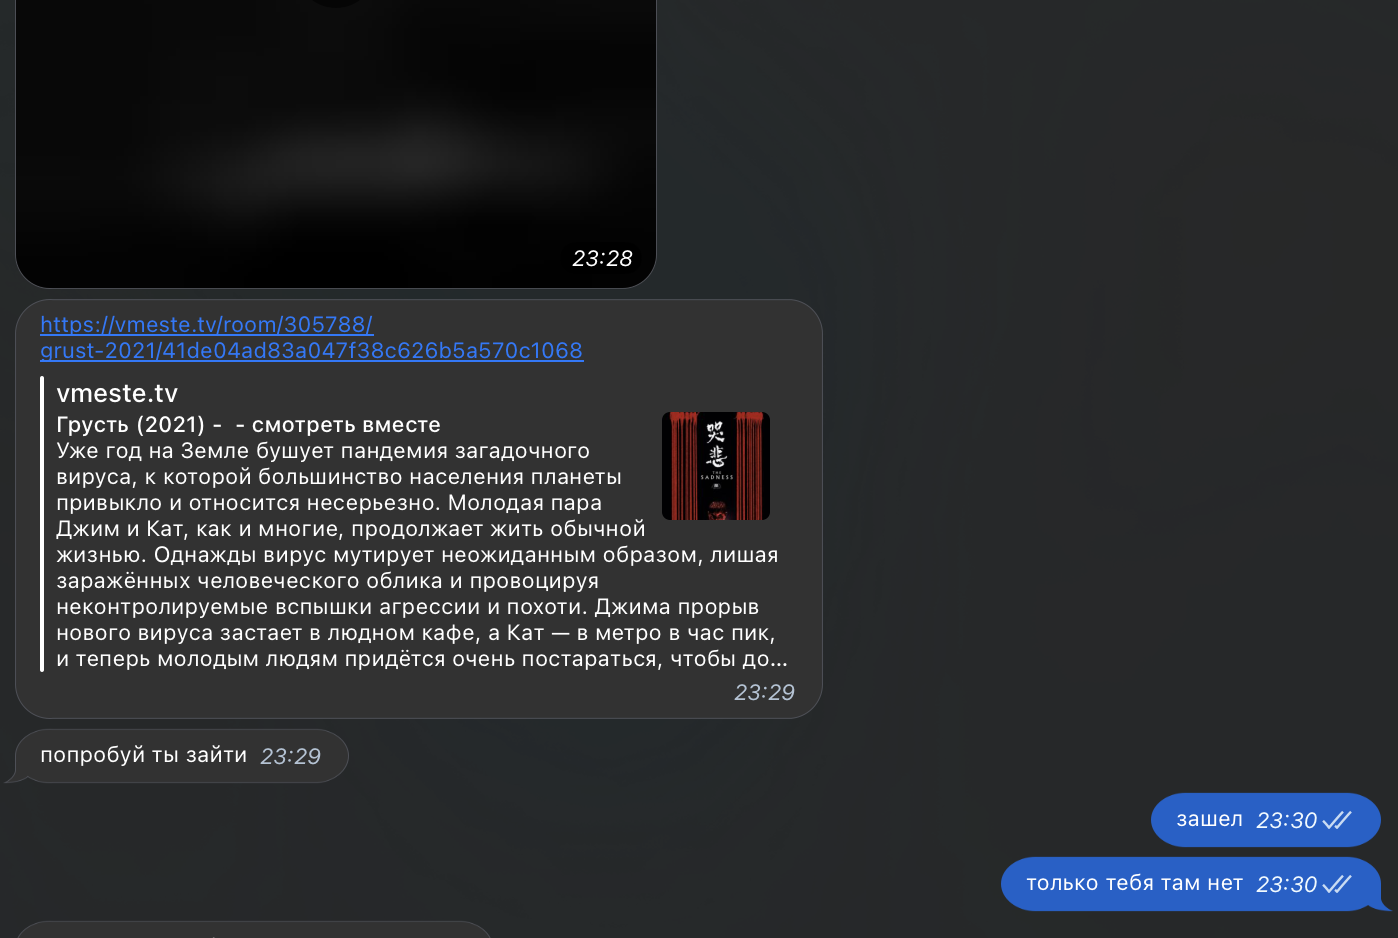 23:28
https://vmeste.tv/room/305788/
grust-2021/41de04ad83a047f38c626b5a570c1068
vmeste.tv
Грусть (2021) -  - смотреть вместе
Уже год на Земле бушует пандемия загадочного
вируса, к которой большинство населения планеты
привыкло и относится несерьезно. Молодая пара
Джим и Кат, как и многие, продолжает жить обычной
жизнью. Однажды вирус мутирует неожиданным образом, лишая
заражённых человеческого облика и провоцируя
неконтролируемые вспышки агрессии и похоти. Джима прорыв
нового вируса застает в людном кафе, а Кат — в метро в час пик,
и теперь молодым людям придётся очень постараться, чтобы до...
哭
悲
THE
SADNESS
23:29
попробуй ты зайти 23:29
зашел 23:30
только тебя там нет 23:30